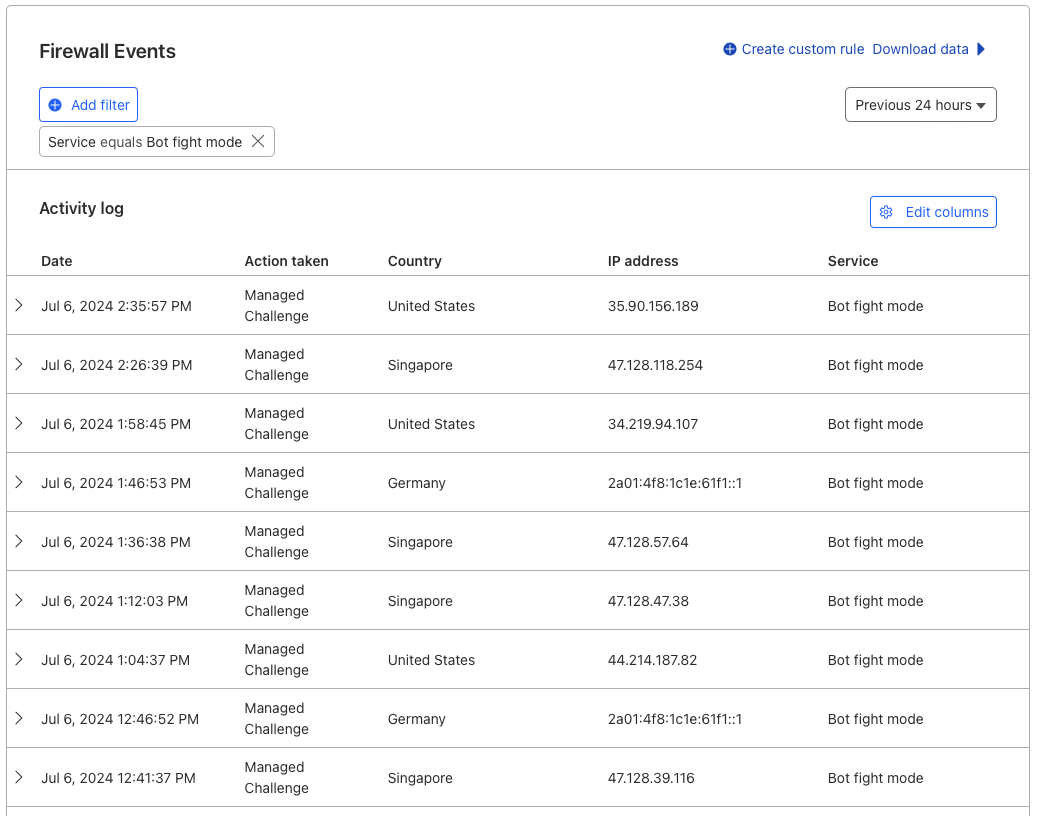 Firewall Events
Create custom rule Download data
Add filter
Previous 24 hours
Service equals Bot fight mode
Activity log
Edit columns
Date Action taken Country IP address Service
Jul 6, 2024 2:35:57 PM Managed Challenge United States 35.90.156.189 Bot fight mode
Jul 6, 2024 2:26:39 PM Managed Challenge Singapore 47.128.118.254 Bot fight mode
Jul 6, 2024 1:58:45 PM Managed Challenge United States 34.219.94.107 Bot fight mode
Jul 6, 2024 1:46:53 PM Managed Challenge Germany 2a01:4f8:1c1e:61f1::1 Bot fight mode
Jul 6, 2024 1:36:38 PM Managed Challenge Singapore 47.128.57.64 Bot fight mode
Jul 6, 2024 1:12:03 PM Managed Challenge Singapore 47.128.47.38 Bot fight mode
Jul 6, 2024 1:04:37 PM Managed Challenge United States 44.214.187.82 Bot fight mode
Jul 6, 2024 12:46:52 PM Managed Challenge Germany 2a01:4f8:1c1e:61f1::1 Bot fight mode
Jul 6, 2024 12:41:37 PM Managed Challenge Singapore 47.128.39.116 Bot fight mode